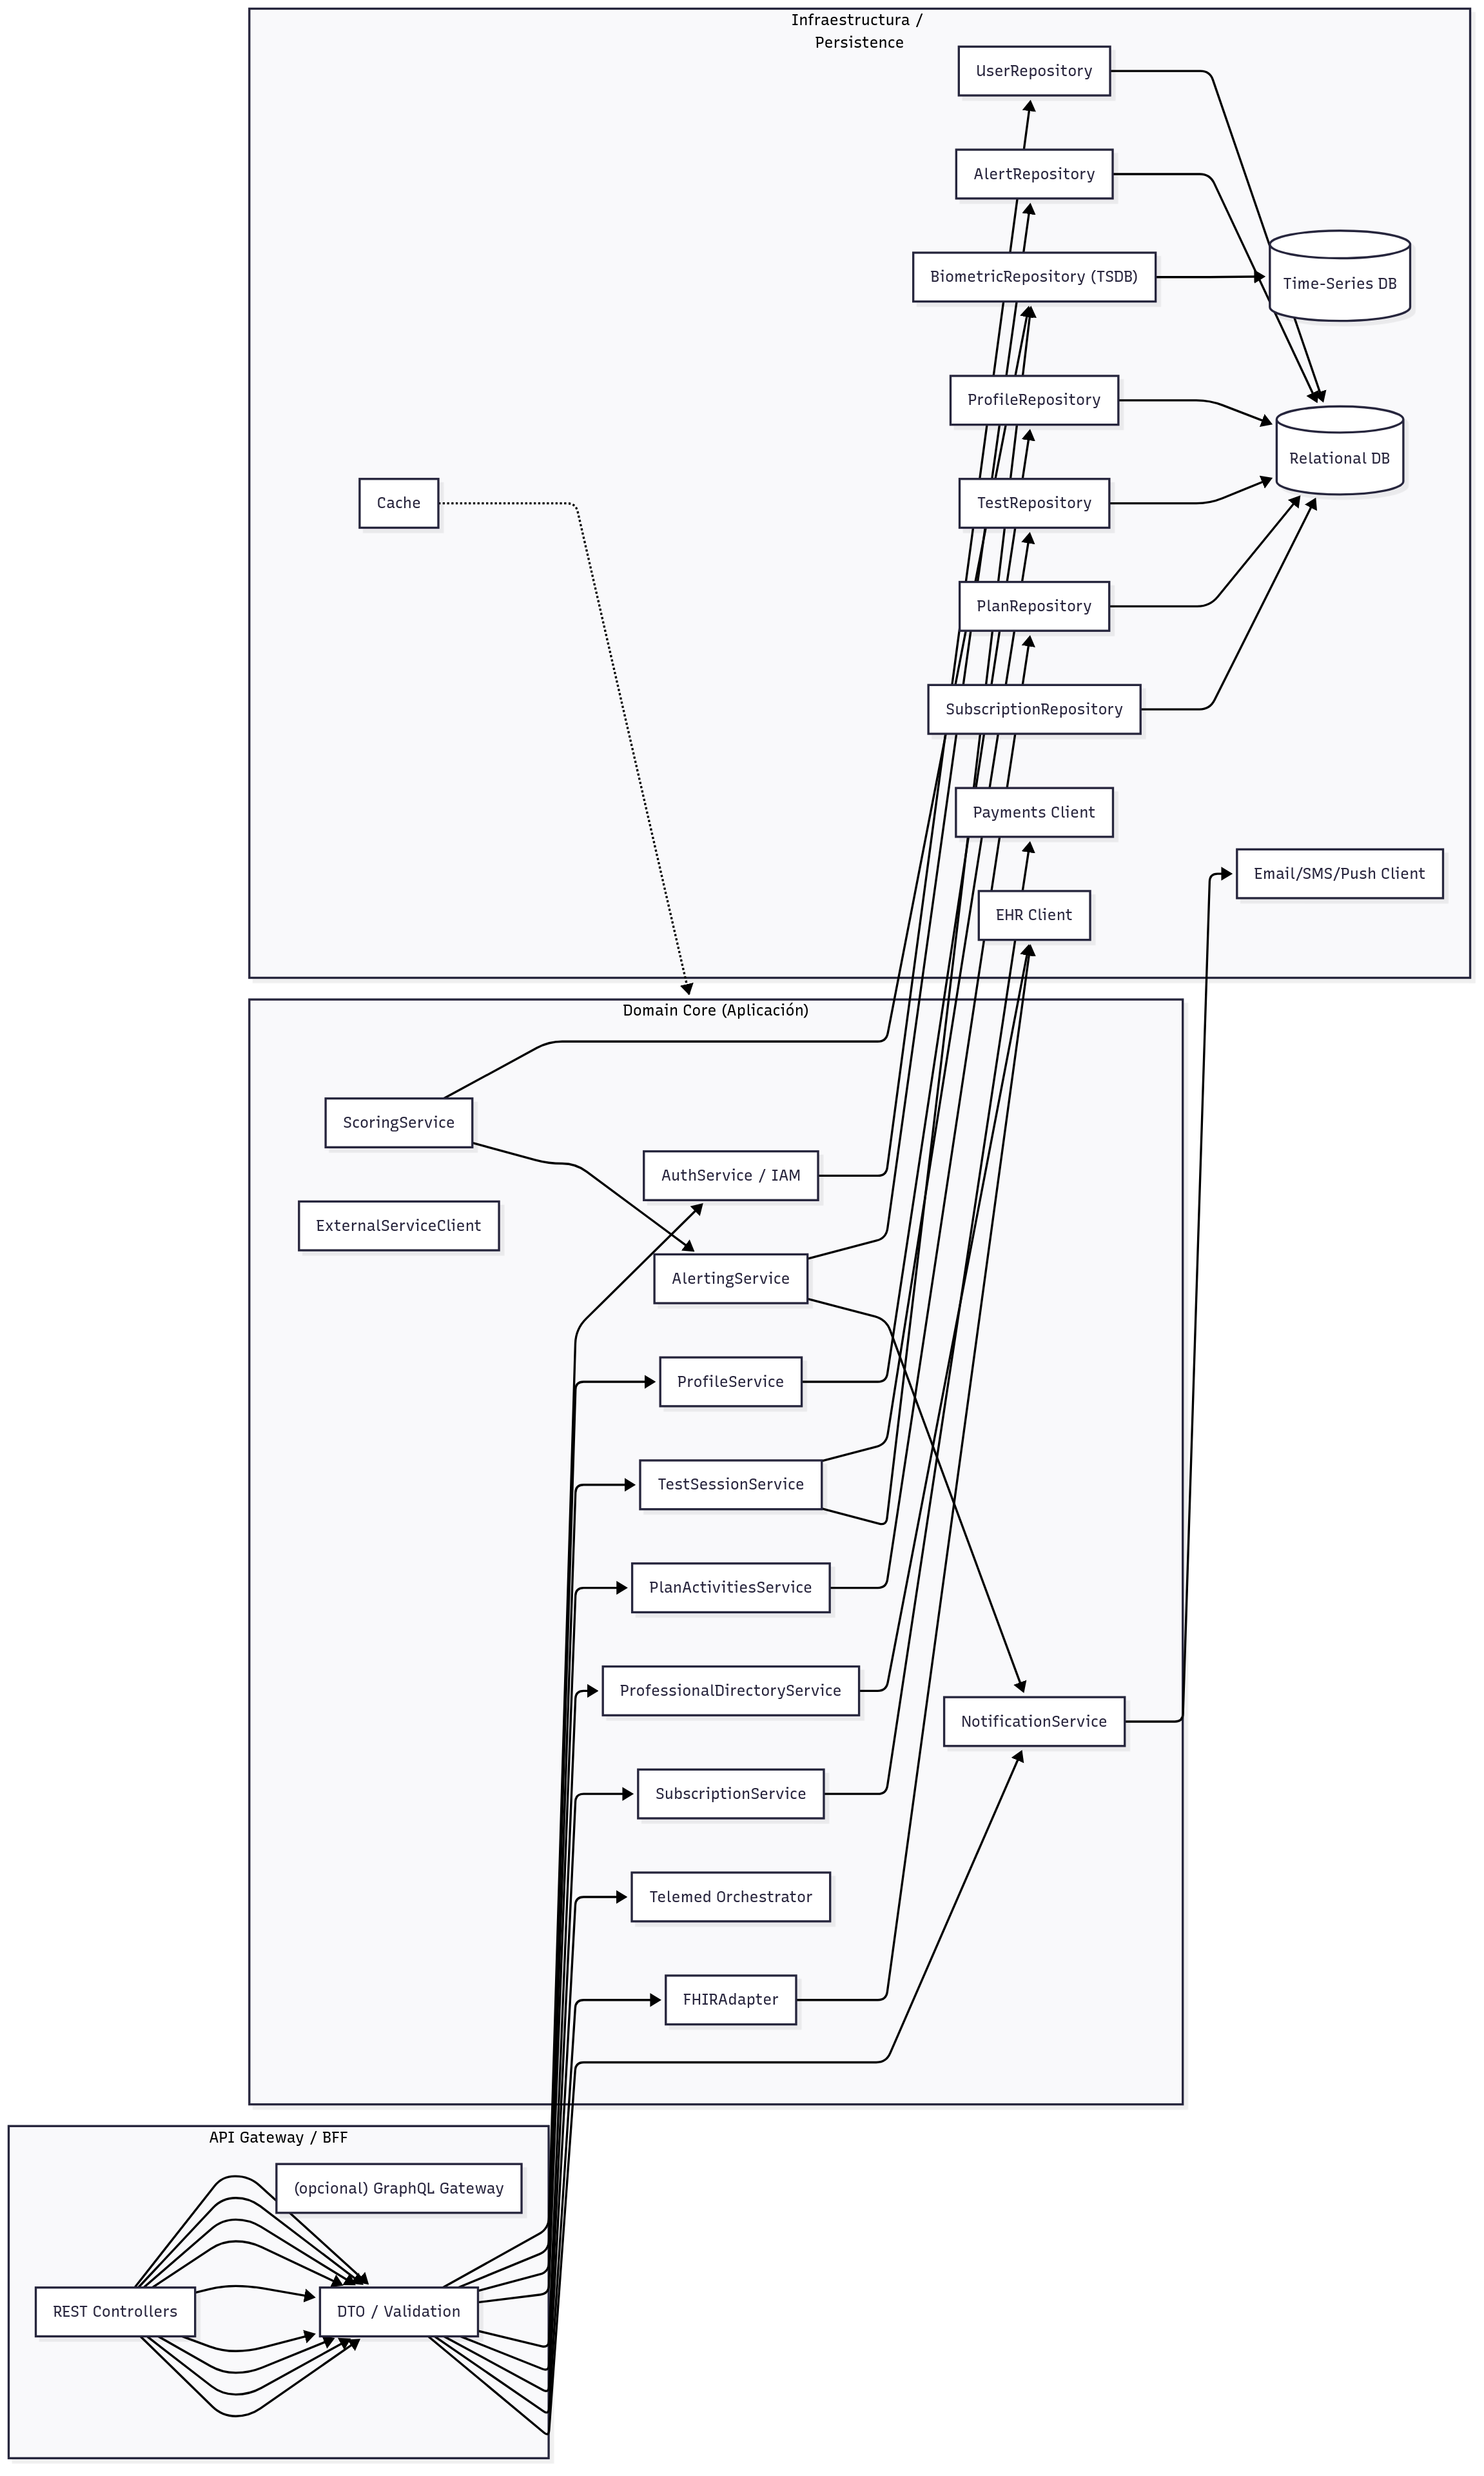 Infraestructura /
Persistence
UserRepository
AlertRepository
BiometricRepository (TSDB)
Time-Series DB
ProfileRepository
Relational DB
Cache
TestRepository
PlanRepository
SubscriptionRepository
Payments Client
Email/SMS/Push Client
EHR Client
Domain Core (Aplicación)
ScoringService
AuthService / IAM
ExternalServiceClient
AlertingService
ProfileService
TestSessionService
PlanActivitiesService
ProfessionalDirectoryService
NotificationService
SubscriptionService
Telemed Orchestrator
FHIRAdapter
API Gateway / BFF
(opcional) GraphQL Gateway
REST Controllers
DTO / Validation